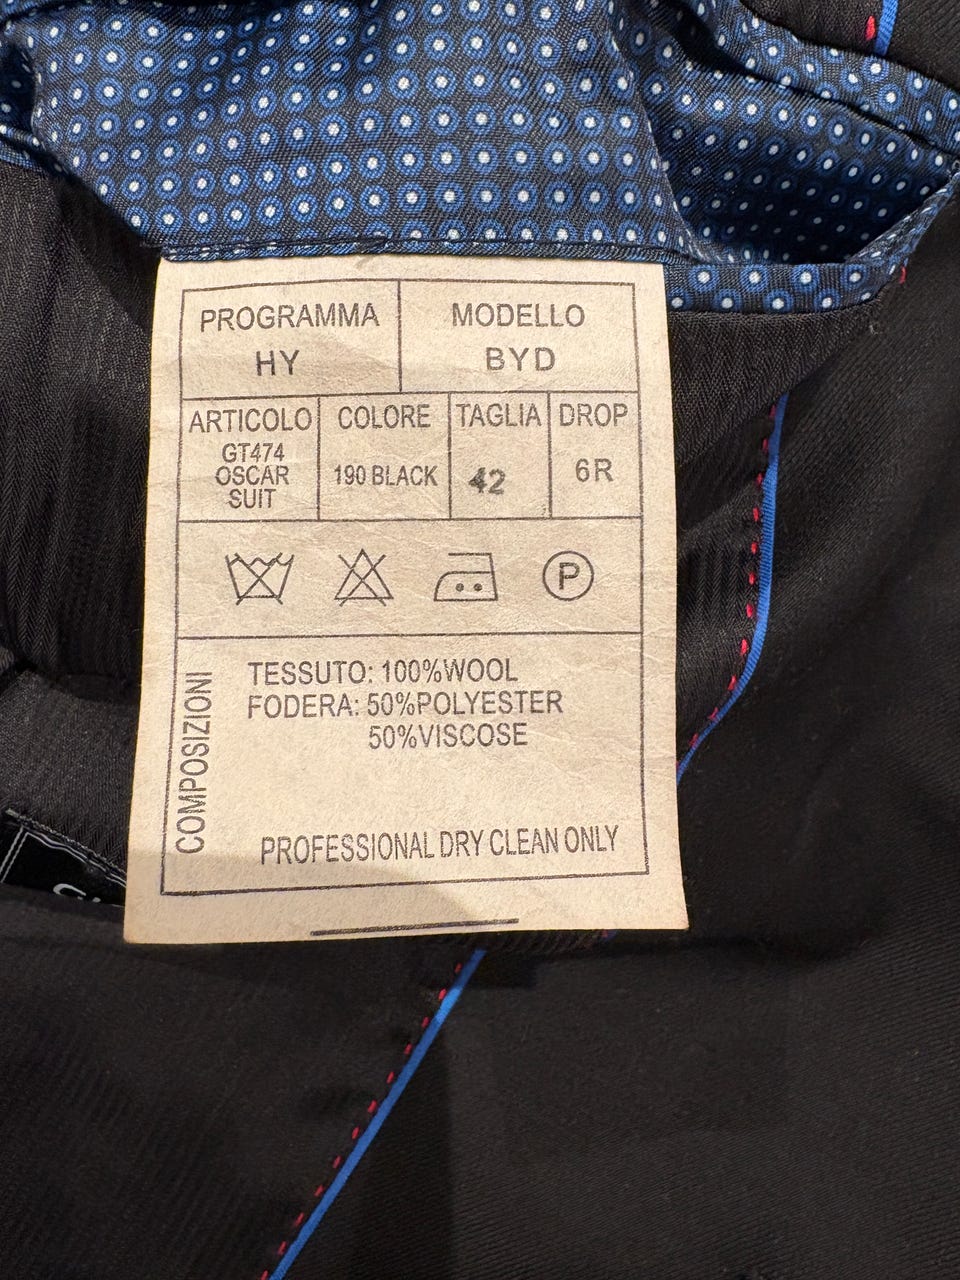 PROGRAMMA
HY
MODELLO
BYD
ARTICOLO
GT474
OSCAR
SUIT
COLORE
190 BLACK
TAGLIA
42
DROP
6R
P
COMPOSIZIONI
TESSUTO: 100%WOOL
FODERA: 50%POLYESTER
50%VISCOSE
PROFESSIONAL DRY CLEAN ONLY